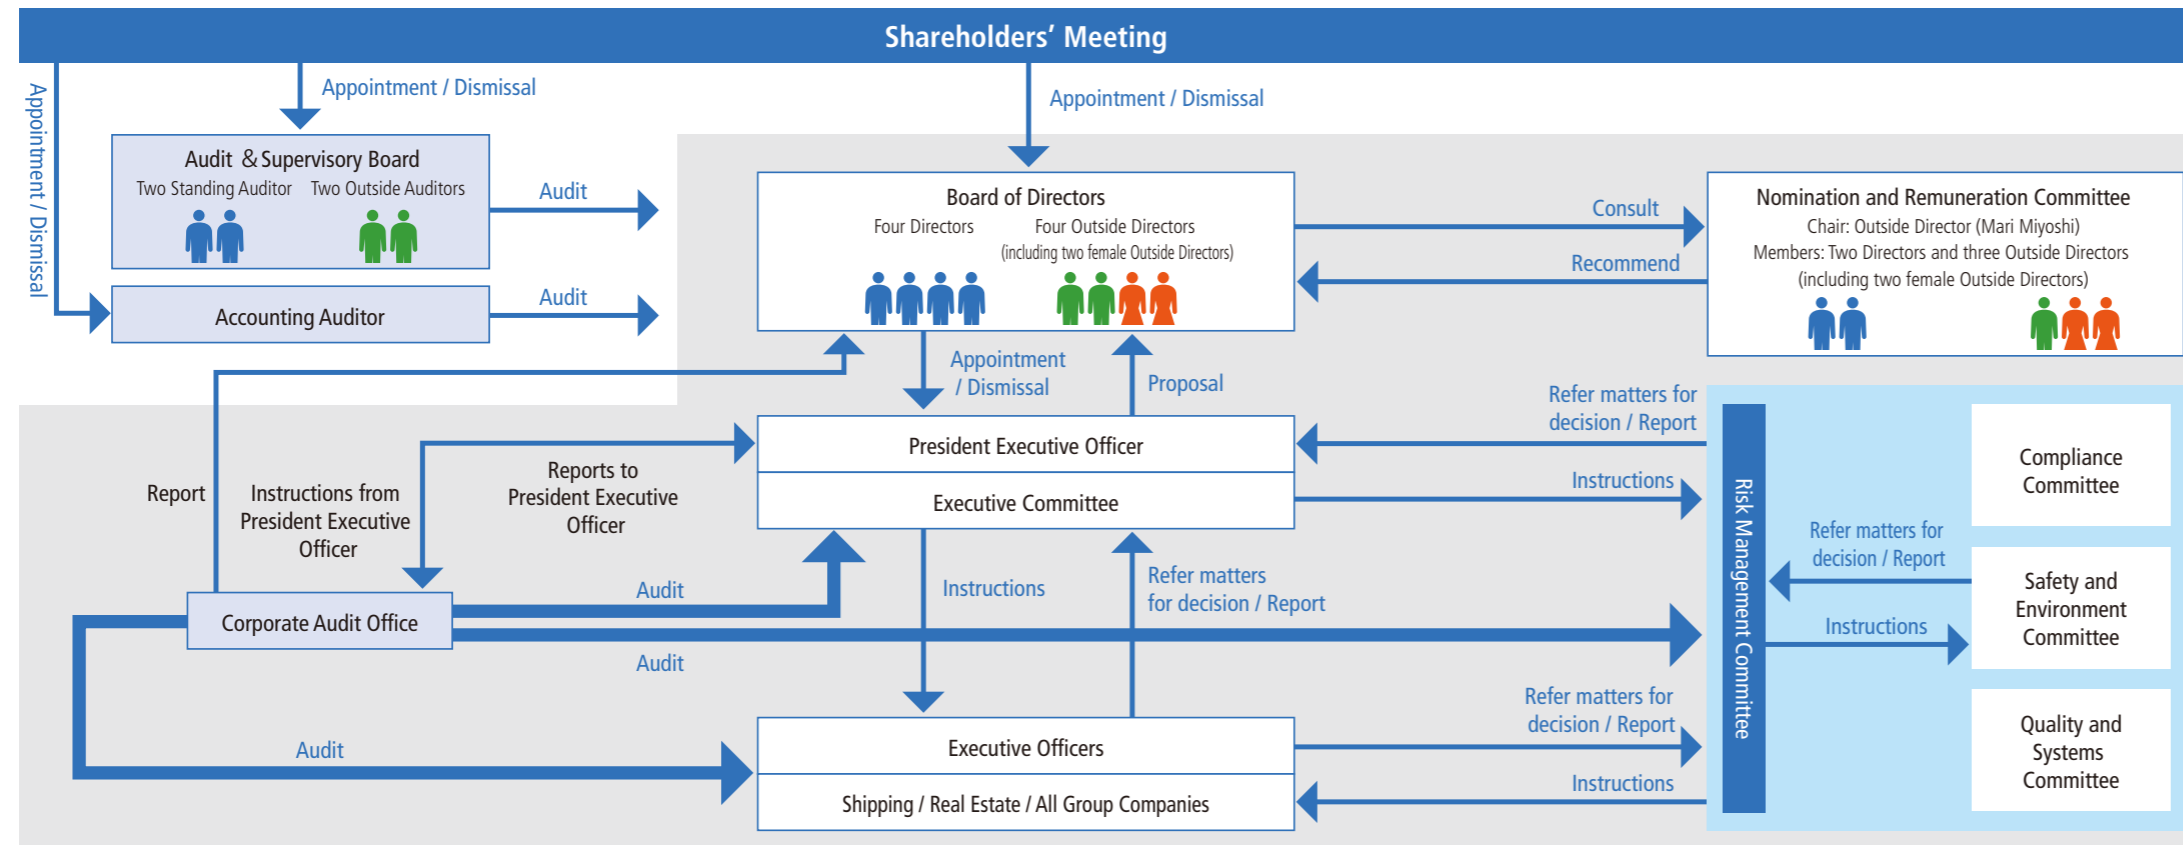 Shareholders’ Meeting
Appointment / Dismissal
Appointment / Dismissal
Appointment / Dismissal
Audit & Supervisory Board
Two Standing Auditor
Two Outside Auditors
Audit
Accounting Auditor
Audit
Board of Directors
Four Directors
Four Outside Directors
(including two female Outside Directors)
Consult
Recommend
Nomination and Remuneration Committee
Chair: Outside Director (Mari Miyoshi)
Members: Two Directors and three Outside Directors
(including two female Outside Directors)
Appointment
/ Dismissal
Proposal
President Executive Officer
Executive Committee
Refer matters for
decision / Report
Instructions
Report
Instructions from
President Executive
Officer
Reports to
President Executive
Officer
Corporate Audit Office
Audit
Audit
Audit
Instructions
Refer matters
for decision / Report
Executive Officers
Shipping / Real Estate / All Group Companies
Refer matters for
decision / Report
Instructions
Risk Management Committee
Refer matters for
decision / Report
Instructions
Compliance
Committee
Safety and
Environment
Committee
Quality and
Systems
Committee